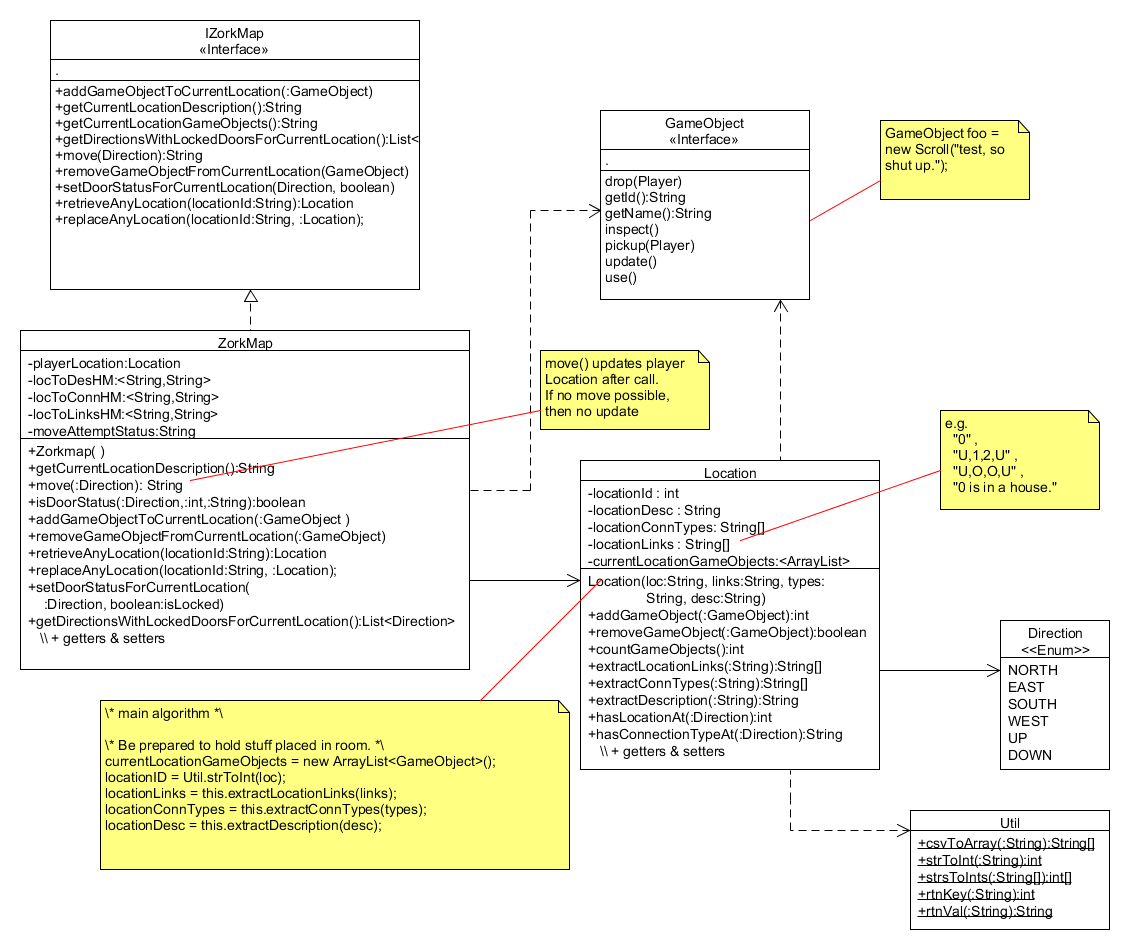 IZorkMap
«Interface»
.
+addGameObjectToCurrentLocation(:GameObject)
+getCurrentLocationDescription():String
+getCurrentLocationGameObjects():String
+getDirectionsWithLockedDoorsForCurrentLocation():List<
+move(Direction):String
+removeGameObjectFromCurrentLocation(GameObject)
+setDoorStatusForCurrentLocation(Direction, boolean)
+retrieveAnyLocation(locationId:String):Location
+replaceAnyLocation(locationId:String, :Location);
GameObject
«Interface»
.
drop(Player)
getId():String
getName():String
inspect()
pickup(Player)
update()
use()
GameObject foo =
new Scroll("test, so
shut up.");
ZorkMap
-playerLocation:Location
-locToDesHM:<String,String>
-locToConnHM:<String,String>
-locToLinksHM:<String,String>
-moveAttemptStatus:String
+Zorkmap( )
+getCurrentLocationDescription():String
+move(:Direction): String
+isDoorStatus(:Direction,:int,:String):boolean
+addGameObjectToCurrentLocation(:GameObject )
+removeGameObjectFromCurrentLocation(:GameObject)
+retrieveAnyLocation(locationId:String):Location
+replaceAnyLocation(locationId:String, :Location);
+setDoorStatusForCurrentLocation(
:Direction, boolean:isLocked)
+getDirectionsWithLockedDoorsForCurrentLocation():List<Direction>
\\ + getters & setters
move() updates player
Location after call.
If no move possible,
then no update
e.g.
"0" ,
"U,1,2,U" ,
"U,O,O,U" ,
"0 is in a house."
Location
-locationId : int
-locationDesc : String
-locationConnTypes: String[]
-locationLinks : String[]
-currentLocationGameObjects:<ArrayList>
Location(loc:String, links:String, types:
String, desc:String)
+addGameObject(:GameObject):int
+removeGameObject(:GameObject):boolean
+countGameObjects():int
+extractLocationLinks(:String):String[]
+extractConnTypes(:String):String[]
+extractDescription(:String):String
+hasLocationAt(:Direction):int
+hasConnectionTypeAt(:Direction):String
\\ + getters & setters
Direction
<<Enum>>
NORTH
EAST
SOUTH
WEST
UP
DOWN
\* main algorithm *\
\* Be prepared to hold stuff placed in room. *\
currentLocationGameObjects = new ArrayList<GameObject>();
locationID = Util.strToInt(loc);
locationLinks = this.extractLocationLinks(links);
locationConnTypes = this.extractConnTypes(types);
locationDesc = this.extractDescription(desc);
Util
+csvToArray(:String):String[]
+strToInt(:String):int
+strsToInts(:String[]):int[]
+rtnKey(:String):int
+rtnVal(:String):String